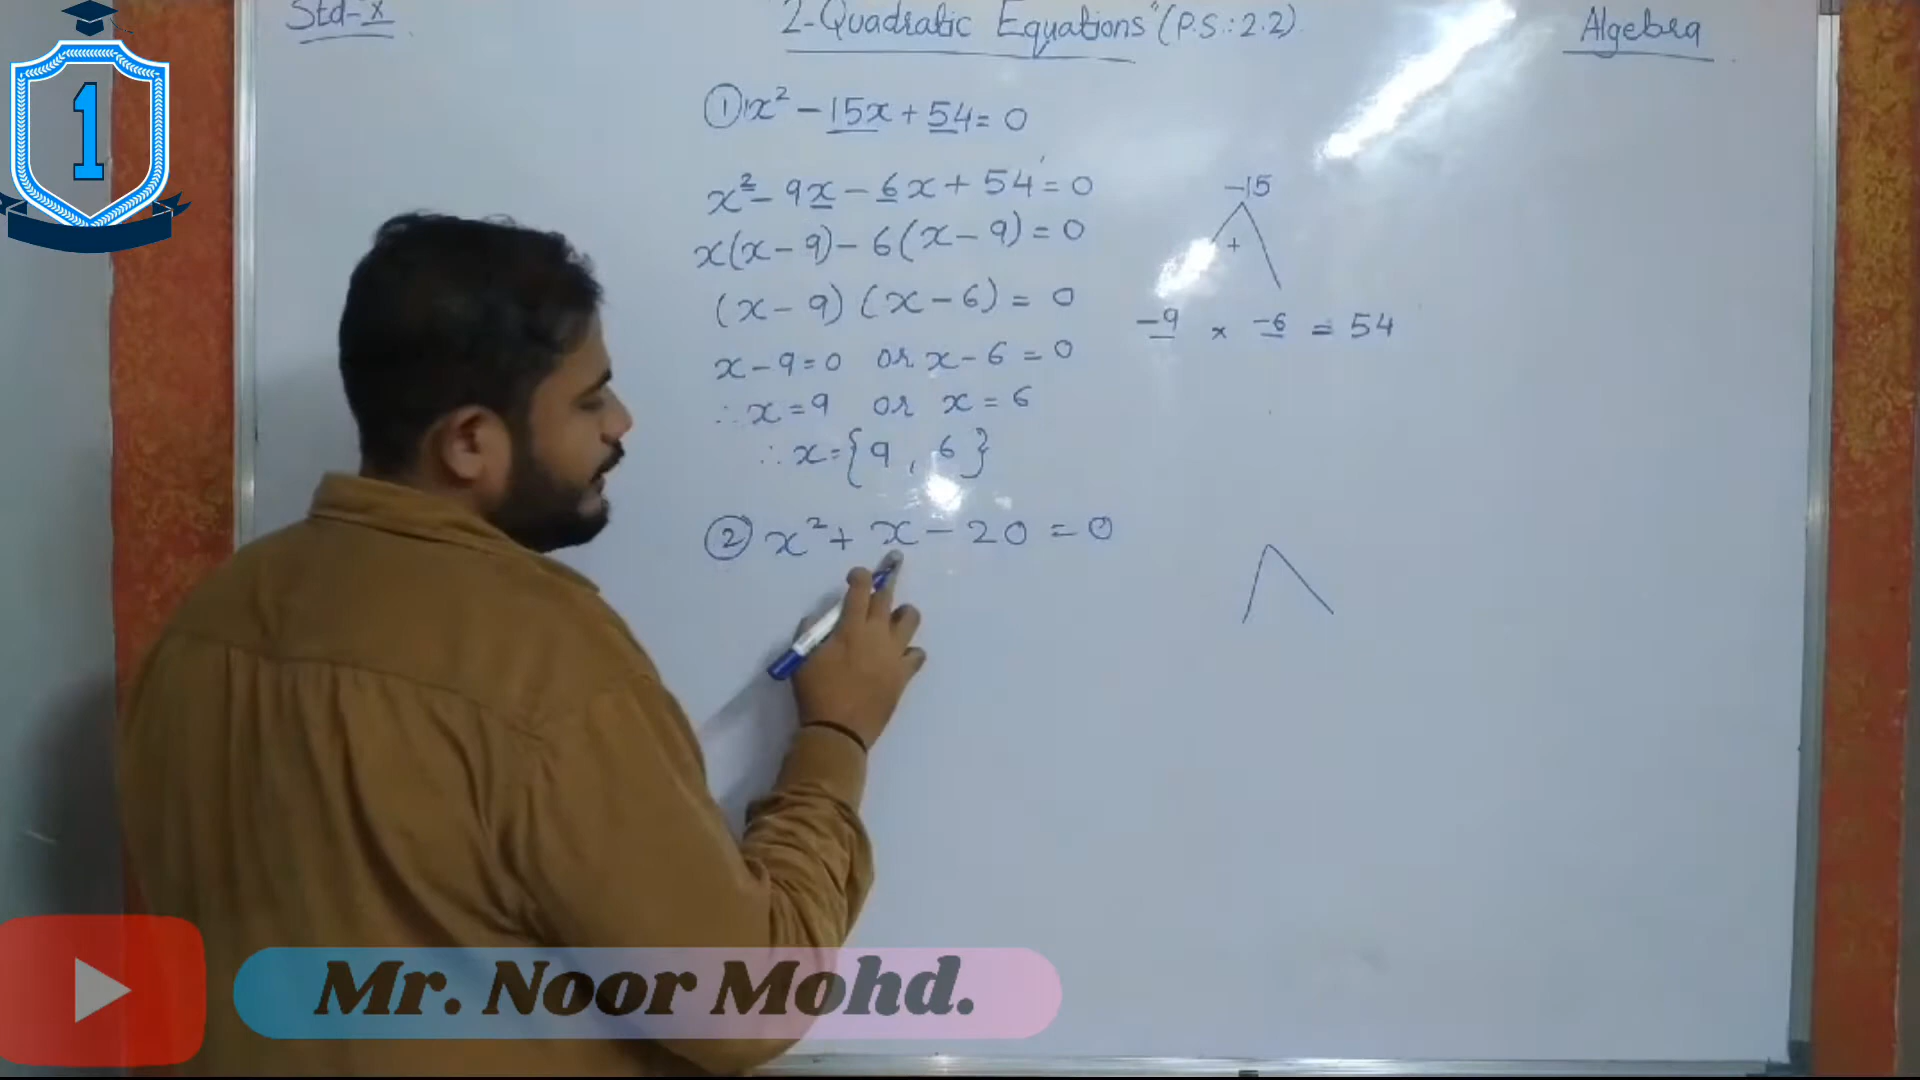 Std-X
2-Quadratic Equations" (P.S.:2.2)
Algebra
1
① x² - 15x + 54 = 0
x² - 9x - 6x + 54 = 0
x(x - 9) - 6(x - 9) = 0
(x - 9) (x - 6) = 0
x - 9 = 0 or x - 6 = 0
∴ x = 9 or x = 6
∴ x = {9, 6}
-15
+
-9 × -6 = 54
② x² + x - 20 = 0
Mr. Noor Mohd.